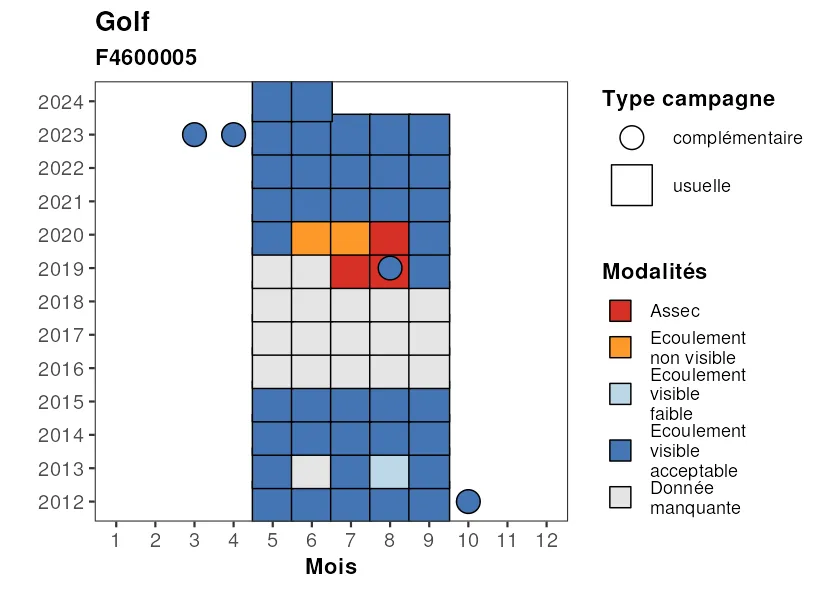 Golf
F4600005
2024
2023
2022
2021
2020
2019
2018
2017
2016
2015
2014
2013
2012
1 2 3 4 5 6 7 8 9 10 11 12
Mois
Type campagne
complémentaire
usuelle
Modalités
Assec
Ecoulement
non visible
Ecoulement
visible
faible
Ecoulement
visible
acceptable
Donnée
manquante